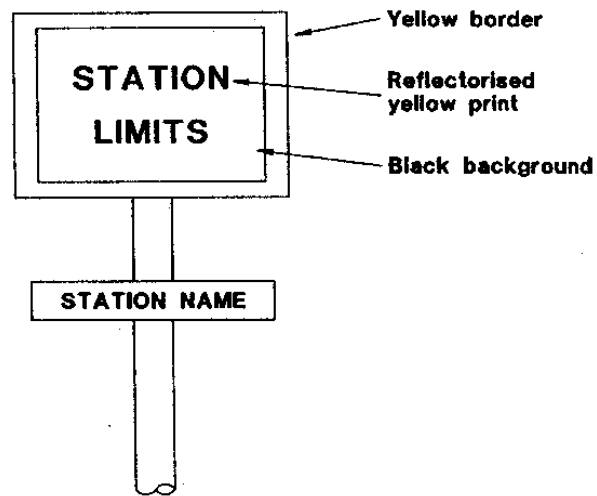 STATION
LIMITS
STATION NAME
Yellow border
Reflectorised
yellow print
Black background